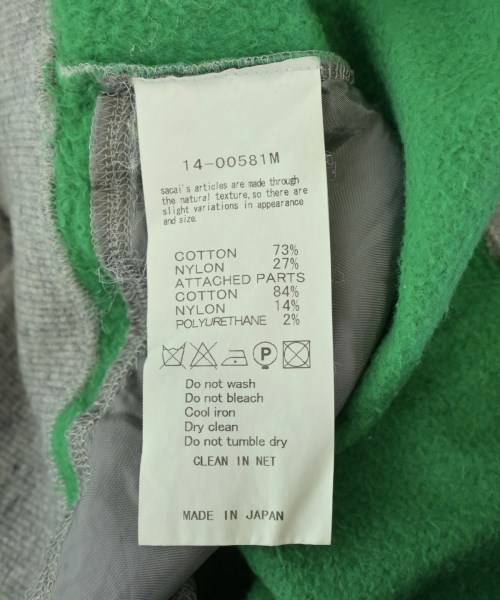 14-00581M
sacai's articles are made through
the natural texture, so there are
slight variations in appearance
and size.
COTTON 73%
NYLON 27%
ATTACHED PARTS
COTTON 84%
NYLON 14%
POLYURETHANE 2%
P
Do not wash
Do not bleach
Cool iron
Dry clean
Do not tumble dry
CLEAN IN NET
MADE IN JAPAN